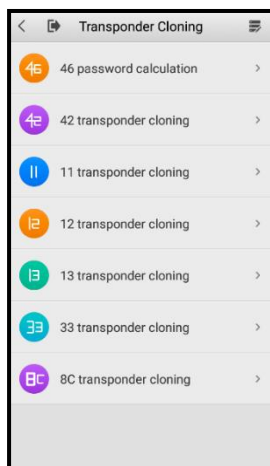 Transponder Cloning
46 46 password calculation
42 42 transponder cloning
11 11 transponder cloning
12 12 transponder cloning
13 13 transponder cloning
33 33 transponder cloning
8C 8C transponder cloning